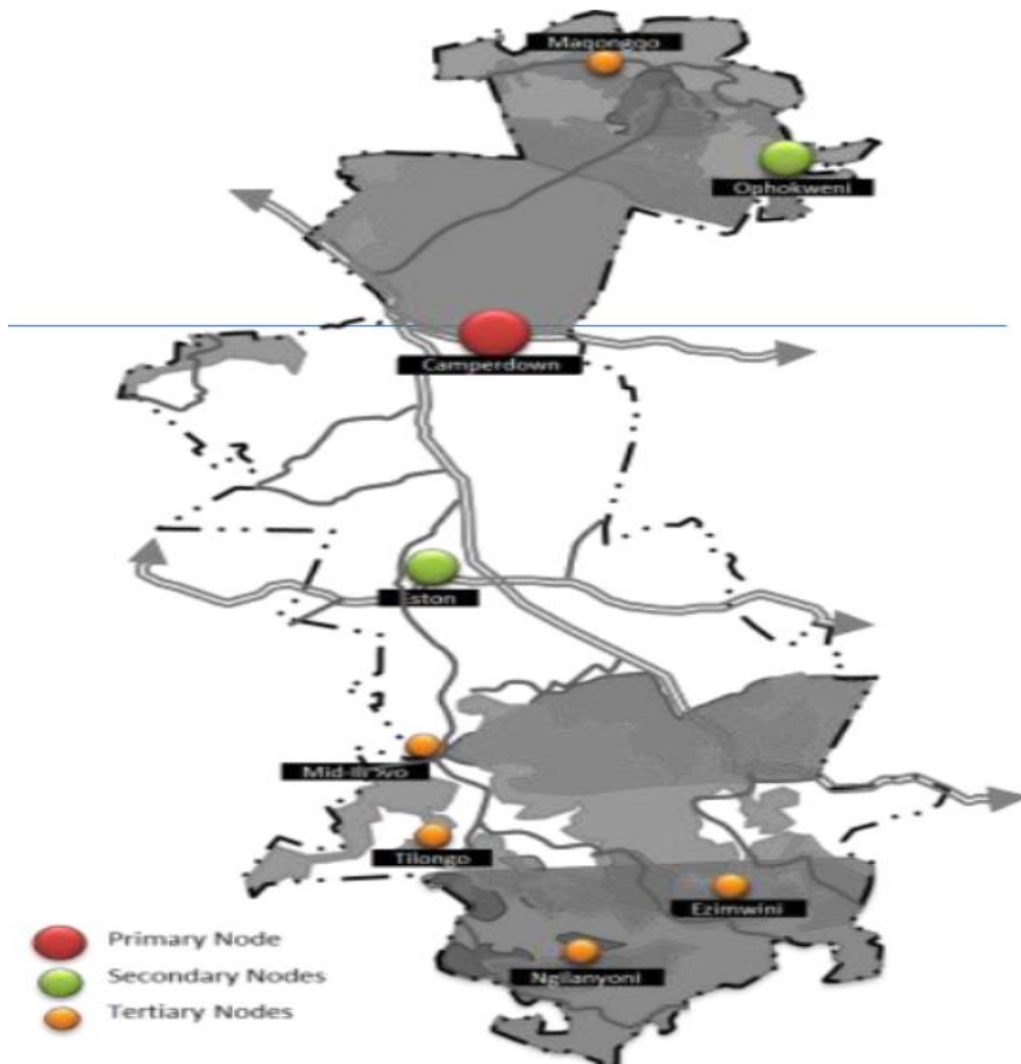 Maqongqo
Ophokweni
Camperdown
Eston
Tilongo
Ezimwini
Ngilanyoni
Primary Node
Secondary Nodes
Tertiary Nodes